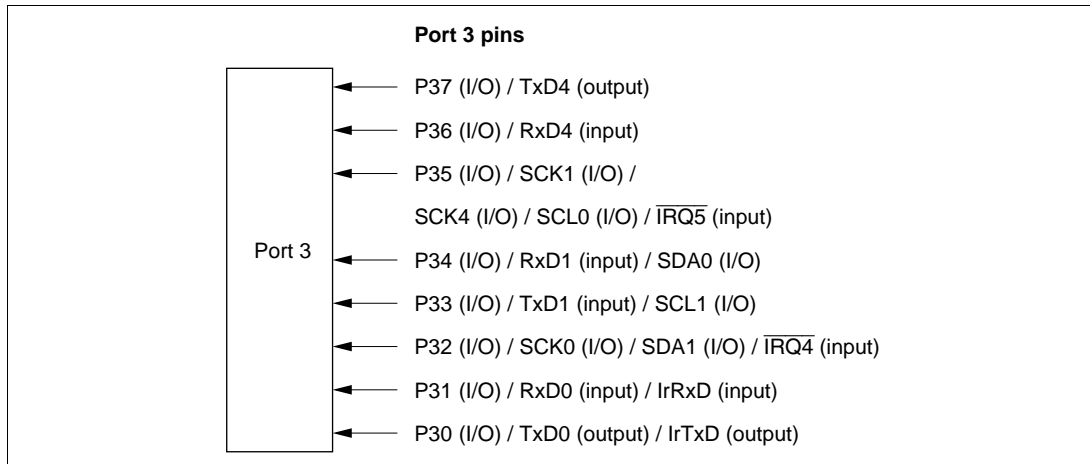 Port 3 pins
P37 (I/O) / TxD4 (output)
P36 (I/O) / RxD4 (input)
P35 (I/O) / SCK1 (I/O) /
SCK4 (I/O) / SCL0 (I/O) / I̅R̅Q̅5̅ (input)
Port 3
P34 (I/O) / RxD1 (input) / SDA0 (I/O)
P33 (I/O) / TxD1 (input) / SCL1 (I/O)
P32 (I/O) / SCK0 (I/O) / SDA1 (I/O) / I̅R̅Q̅4̅ (input)
P31 (I/O) / RxD0 (input) / IrRxD (input)
P30 (I/O) / TxD0 (output) / IrTxD (output)